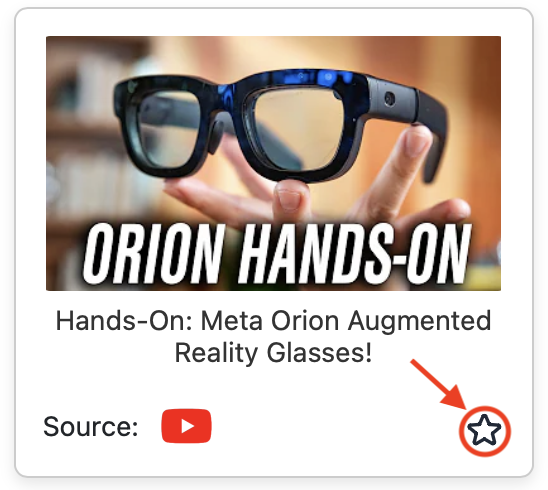 ORION HANDS-ON
Hands-On: Meta Orion Augmented
Reality Glasses!
Source: